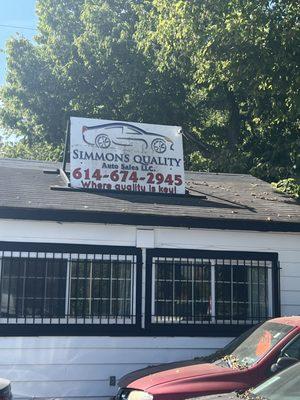 SIMMONS QUALITY
Auto Sales LLC
614-674-2945
Where quality is key!